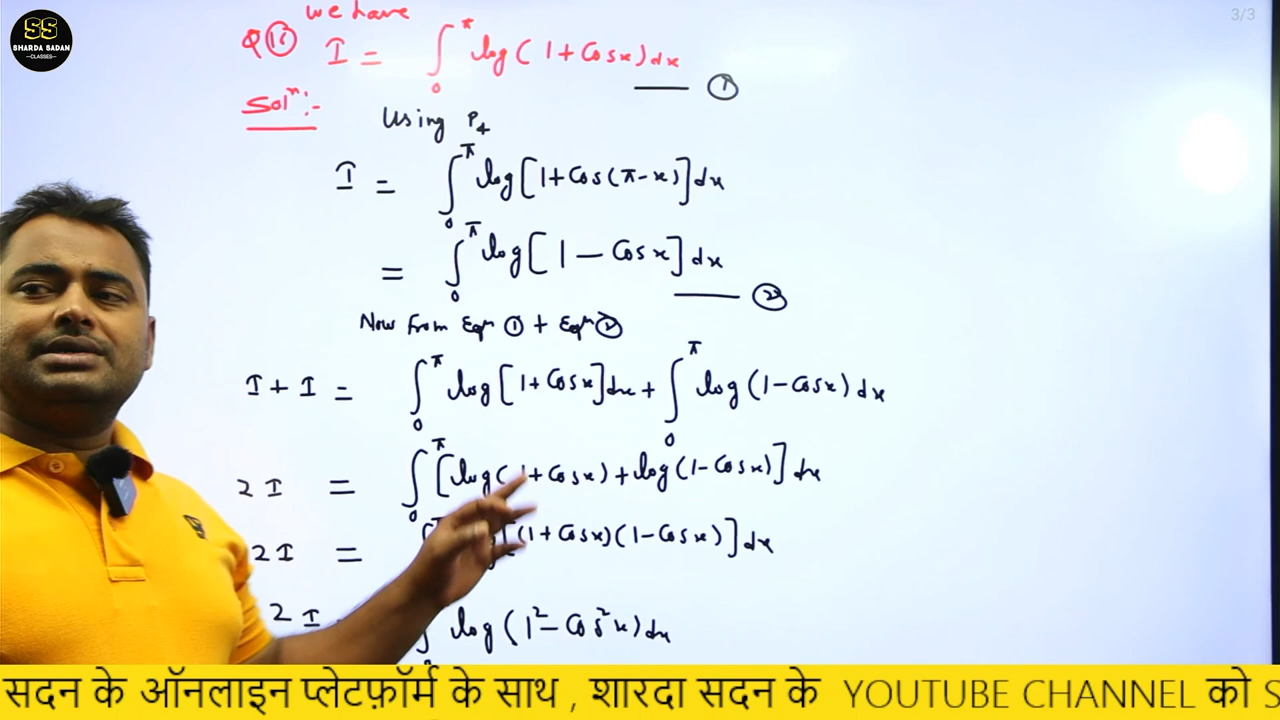 SS
SHARDA SADAN
—CLASSES—
3/3
we have
Q(16) I = ∫₀^π log(1+Cosx)dx —— ①
Solⁿ:-
Using P₄
I = ∫₀^π log[1+Cos(π-x)]dx
= ∫₀^π log[1-Cosx]dx —— ②
Now From Eqn ① + Eqn ②
I+I = ∫₀^π log[1+Cosx]dx + ∫₀^π log(1-Cosx)dx
2I = ∫₀^π [log(1+Cosx)+log(1-Cosx)]dx
2I = [(1+Cosx)(1-Cosx)]dx
2I log(1²-Cos²x)dx
सदन के ऑनलाइन प्लेटफ़ॉर्म के साथ , शारदा सदन के YOUTUBE CHANNEL को S